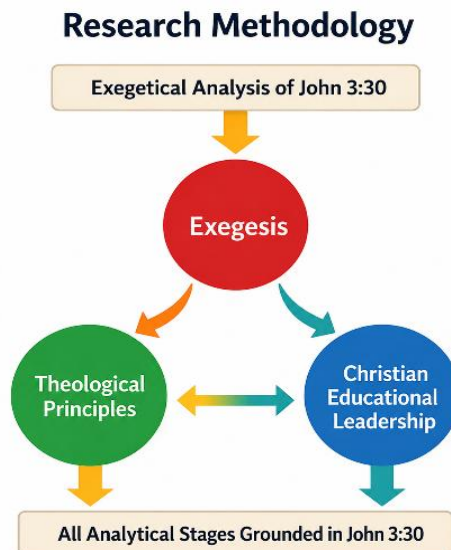 Research Methodology
Exegetical Analysis of John 3:30
Exegesis
Theological
Principles
Christian
Educational
Leadership
All Analytical Stages Grounded in John 3:30